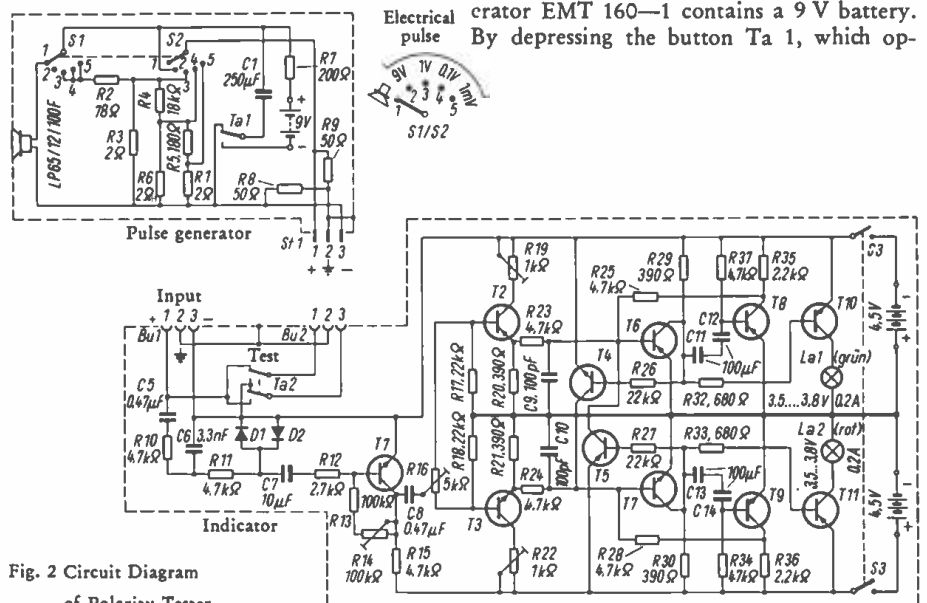 crator EMT 160—1 contains a 9 V battery.
By depressing the button Ta 1, which op-
Electrical
pulse
9V 1V 0,1V 1mV
1 2 3 4 5
S1/S2
S1
1
2 3 4 5
S2
1
2 3 4 5
R2
78Ω
R3
2Ω
R4
18kΩ
R5,180Ω
R6
2Ω
R1
2Ω
LP65/12/100F
C1
250µF
Ta1
R7
200Ω
+
9V
−
R9
50Ω
R8
50Ω
Pulse generator
St 1
1 2 3
+ −
Input
+ 1 2 3 −
Bu1
1 2 3
Bu2
Test
Ta2
C5
0.47µF
R10
4.7kΩ
C6
3.3nF
D1
D2
R11
4.7kΩ
C7
10µF
R12
2.7kΩ
T1
R13
100kΩ
R14
100kΩ
R15
4.7kΩ
C8
0.47µF
R16
5kΩ
Indicator
R19
1kΩ
T2
R23
4.7kΩ
R17,22kΩ
R18,22kΩ
R20,390Ω
R21,390Ω
C9,100pF
C10
100pF
R24
4.7kΩ
T3
R22
1kΩ
T4
T5
R25
4.7kΩ
R29
390Ω
T6
R26
22kΩ
R27
22kΩ
T7
R28
4.7kΩ
R30
390Ω
C11
C12
100µF
R37
4,7kΩ
R35
2.2kΩ
T8
R32, 680Ω
R33, 680Ω
100µF
C13
C14
T9
R34
47kΩ
R36
2,2kΩ
T10
La1 (grün)
3.5....3.8V 0.2A
La2 (rot)
3,5...3,8V
0.2A
T11
S3
4,5V
−
+
4,5V
−
+
S3
Fig. 2 Circuit Diagram
of Polarian Tester